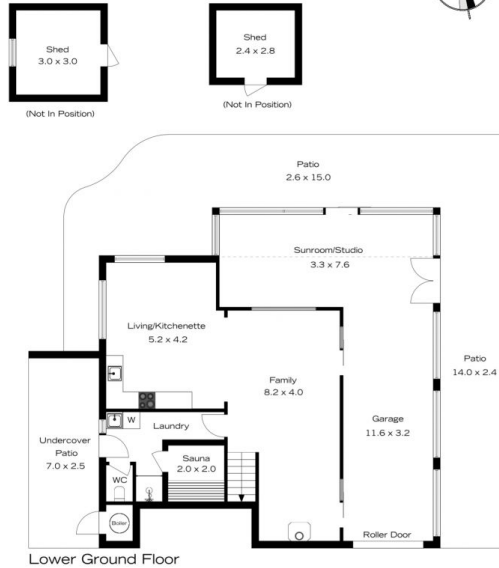 Shed
3.0 x 3.0
(Not In Position)
Shed
2.4 x 2.8
(Not In Position)
Patio
2.6 x 15.0
Sunroom/Studio
3.3 x 7.6
Living/Kitchenette
5.2 x 4.2
Family
8.2 x 4.0
Patio
14.0 x 2.4
Garage
11.6 x 3.2
W
Laundry
Undercover
Patio
7.0 x 2.5
Sauna
2.0 x 2.0
WC
Boiler
Roller Door
Lower Ground Floor